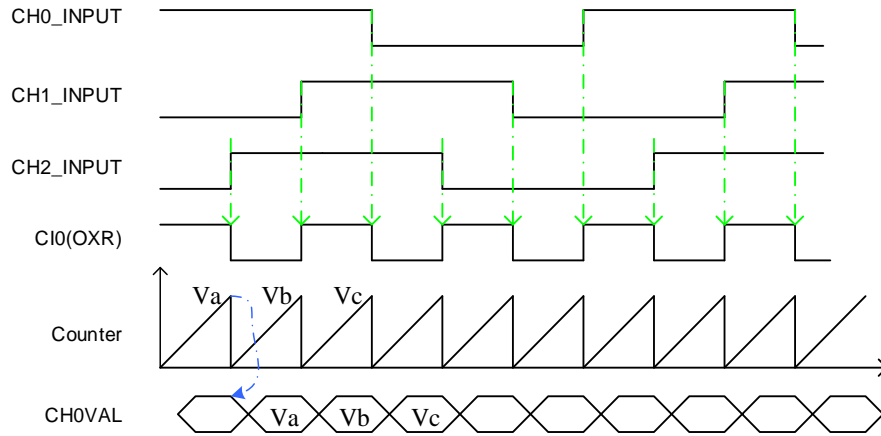 CH0_INPUT
CH1_INPUT
CH2_INPUT
CI0(OXR)
Va Vb Vc
Counter
CH0VAL Va Vb Vc